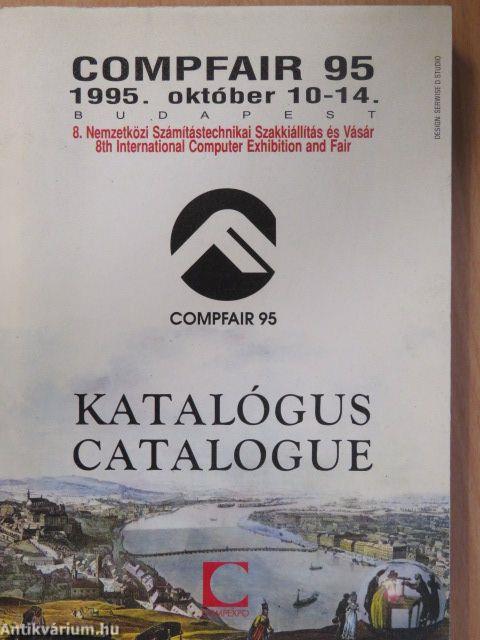 COMPFAIR 95
1995. október 10-14.
BUDAPEST
8. Nemzetközi Számítástechnikai Szakkiállítás és Vásár
8th International Computer Exhibition and Fair
DESIGN: SERWISE D STUDIO
COMPFAIR 95
KATALÓGUS
CATALOGUE
COMPEXPO
Antikvárium.hu